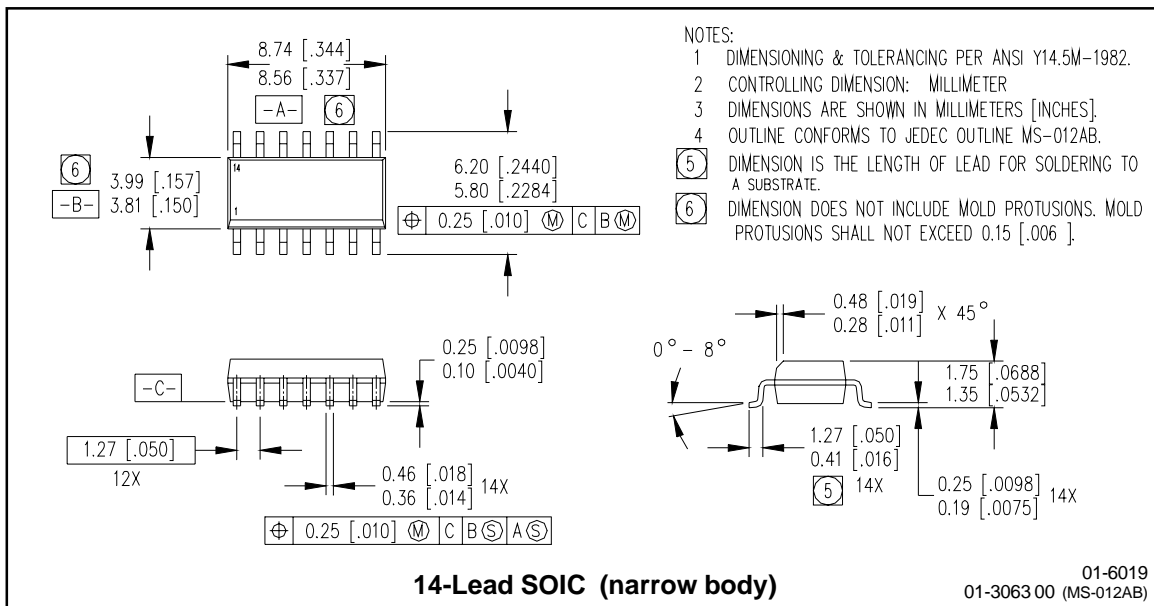 8.74 [.344]
8.56 [.337]
-A- 6
14
1
6
3.99 [.157]
3.81 [.150]
-B-
6.20 [.2440]
5.80 [.2284]
⌖ 0.25 [.010] Ⓜ C B Ⓜ
NOTES:
1 DIMENSIONING & TOLERANCING PER ANSI Y14.5M-1982.
2 CONTROLLING DIMENSION: MILLIMETER
3 DIMENSIONS ARE SHOWN IN MILLIMETERS [INCHES].
4 OUTLINE CONFORMS TO JEDEC OUTLINE MS-012AB.
5 DIMENSION IS THE LENGTH OF LEAD FOR SOLDERING TO
A SUBSTRATE.
6 DIMENSION DOES NOT INCLUDE MOLD PROTUSIONS. MOLD
PROTUSIONS SHALL NOT EXCEED 0.15 [.006 ].
-C-
0.25 [.0098]
0.10 [.0040]
1.27 [.050]
12X
0.46 [.018]
0.36 [.014] 14X
⌖ 0.25 [.010] Ⓜ C B Ⓢ A Ⓢ
0.48 [.019]
0.28 [.011] X 45°
0°- 8°
1.75 [.0688]
1.35 [.0532]
1.27 [.050]
0.41 [.016]
5 14X
0.25 [.0098]
0.19 [.0075] 14X
14-Lead SOIC (narrow body)
01-6019
01-3063 00 (MS-012AB)